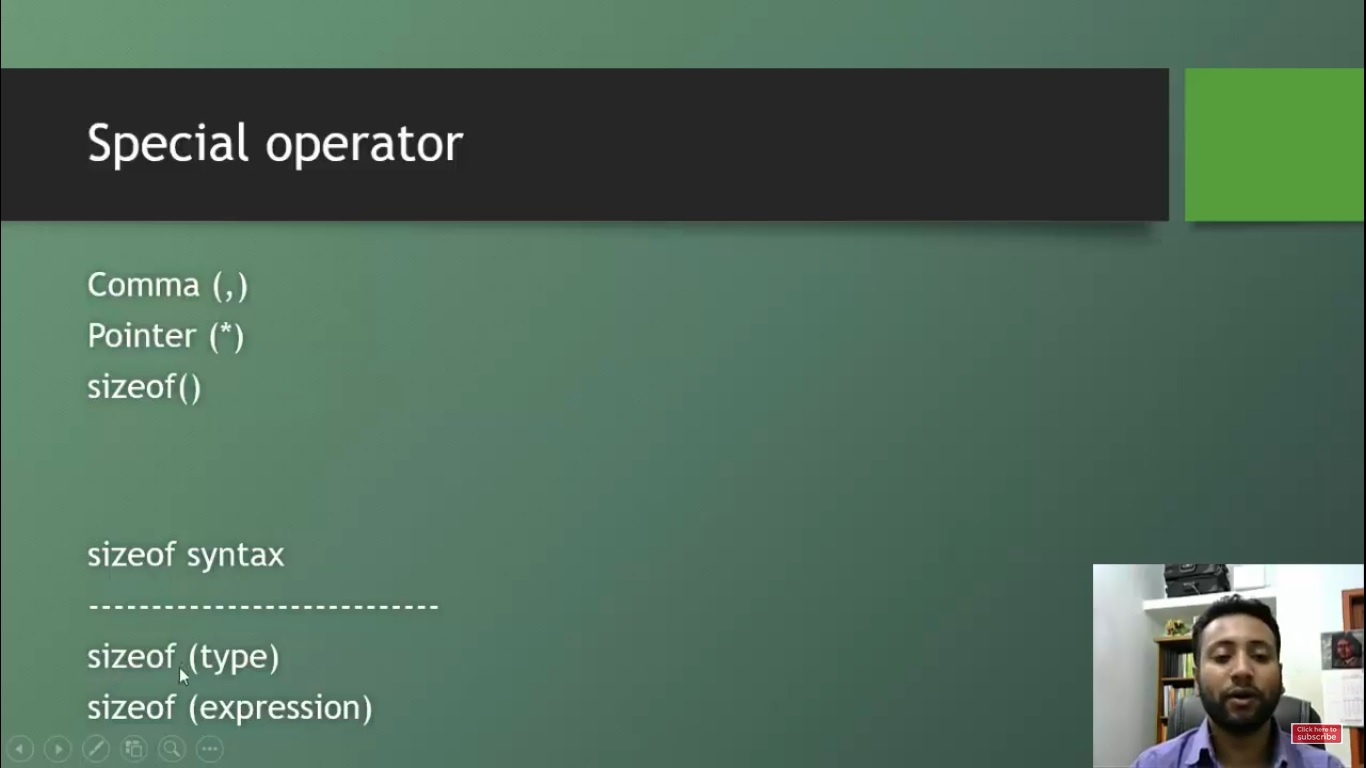 Special operator
Comma (,)
Pointer (*)
sizeof()
sizeof syntax
----------------------------
sizeof (type)
sizeof (expression)
Click here to
subscribe